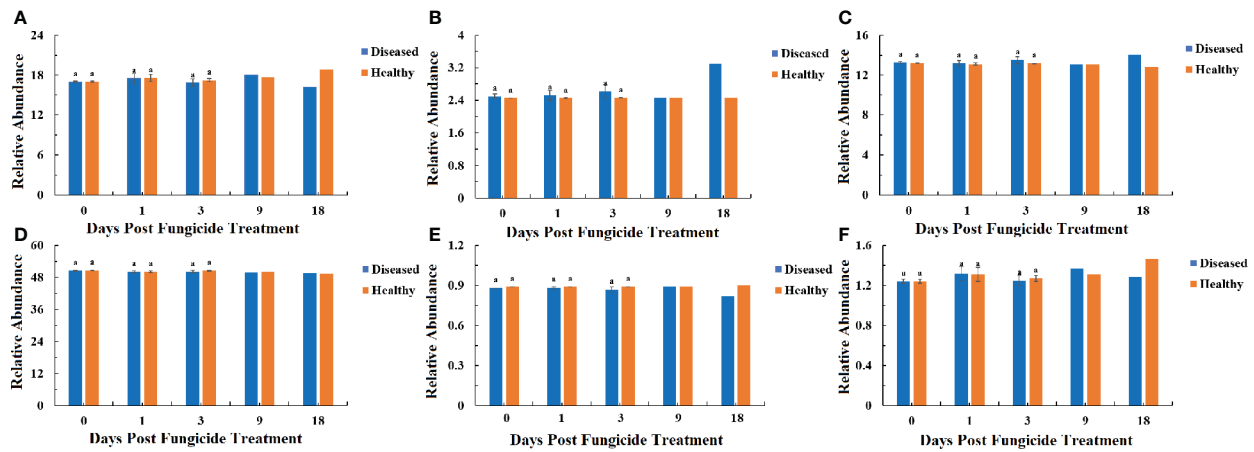 A
Relative Abundance
24
18
12
6
0
a a a a a a
Diseased
Healthy
0 1 3 9 18
Days Post Fungicide Treatment
B
Relative Abundance
4
3.2
2.4
1.6
0.8
0
a a a a a a
Diseased
Healthy
0 1 3 9 18
Days Post Fungicide Treatment
C
Relative Abundance
16
12
8
4
0
a a a a a a
Diseased
Healthy
0 1 3 9 18
Days Post Fungicide Treatment
D
Relative Abundance
60
48
36
24
12
0
a a a a a a
Diseased
Healthy
0 1 3 9 18
Days Post Fungicide Treatment
E
Relative Abundance
1.2
0.9
0.6
0.3
0
a a a a a a
Diseased
Healthy
0 1 3 9 18
Days Post Fungicide Treatment
F
Relative Abundance
1.6
1.2
0.8
0.4
0
a a a a a a
Diseased
Healthy
0 1 3 9 18
Days Post Fungicide Treatment